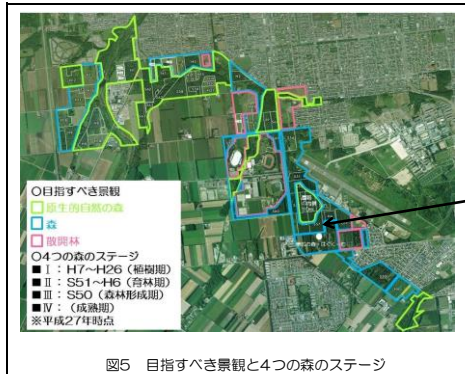 〇目指すべき景観
原生的自然の森
森
散開林
〇4つの森のステージ
■Ⅰ：H7～H26（植樹期）
■Ⅱ：S51～H6（育林期）
■Ⅲ：S50（森林形成期）
■Ⅳ：（成熟期）
※平成27年時点
図5　目指すべき景観と4つの森のステージ